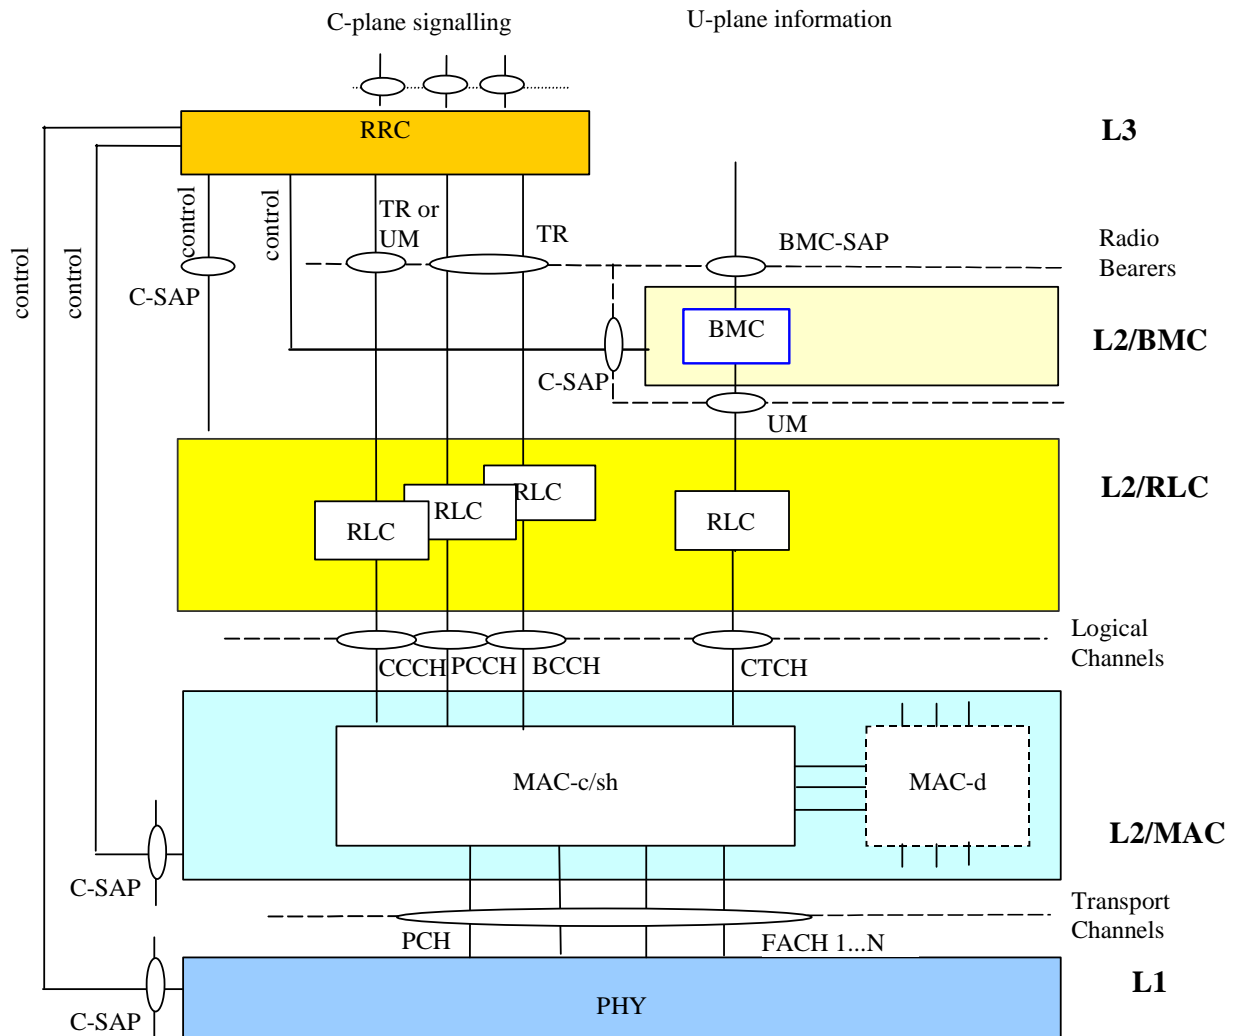 C-plane signalling
U-plane information
RRC
L3
control
control
control
control
TR or
UM
TR
BMC-SAP
Radio
Bearers
C-SAP
BMC
L2/BMC
C-SAP
UM
L2/RLC
RLC
RLC
RLC
RLC
Logical
Channels
CCCH
PCCH
BCCH
CTCH
MAC-c/sh
MAC-d
L2/MAC
C-SAP
Transport
Channels
PCH
FACH 1...N
L1
PHY
C-SAP